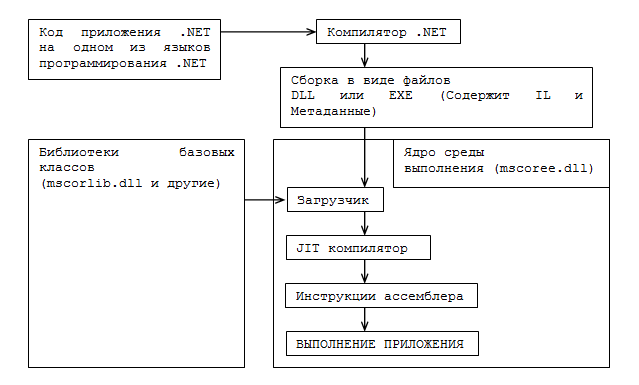 Код приложения .NET
на одном из языков
программирования .NET
Компилятор .NET
Сборка в виде файлов
DLL или EXE (Содержит IL и
Метаданные)
Библиотеки базовых
классов
(mscorlib.dll и другие)
Ядро среды
выполнения (mscoree.dll)
Загрузчик
JIT компилятор
Инструкции ассемблера
ВЫПОЛНЕНИЕ ПРИЛОЖЕНИЯ